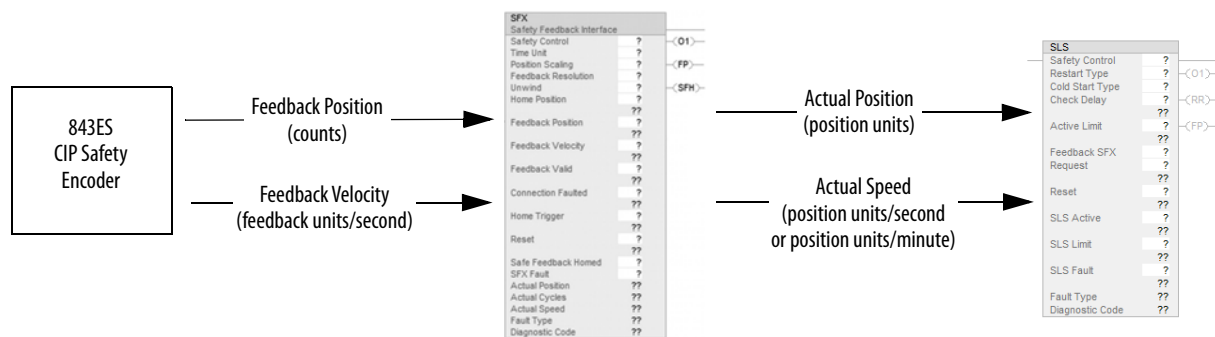 843ES
CIP Safety
Encoder
Feedback Position
(counts)
Feedback Velocity
(feedback units/second)
SFX
Safety Feedback Interface
Safety Control ? (O1)
Time Unit ?
Position Scaling ? (FP)
Feedback Resolution ?
Unwind ? (SFH)
Home Position ?
??
Feedback Position ?
??
Feedback Velocity ?
??
Feedback Valid ?
??
Connection Faulted ?
??
Home Trigger ?
??
Reset ?
??
Safe Feedback Homed ?
SFX Fault ?
Actual Position ??
Actual Cycles ??
Actual Speed ??
Fault Type ??
Diagnostic Code ??
Actual Position
(position units)
Actual Speed
(position units/second
or position units/minute)
SLS
Safety Control ?
Restart Type ? (O1)
Cold Start Type ?
Check Delay ? (RR)
??
Active Limit ? (FP)
??
Feedback SFX ?
Request ?
??
Reset ?
??
SLS Active ?
??
SLS Limit ?
??
SLS Fault ?
??
Fault Type ??
Diagnostic Code ??